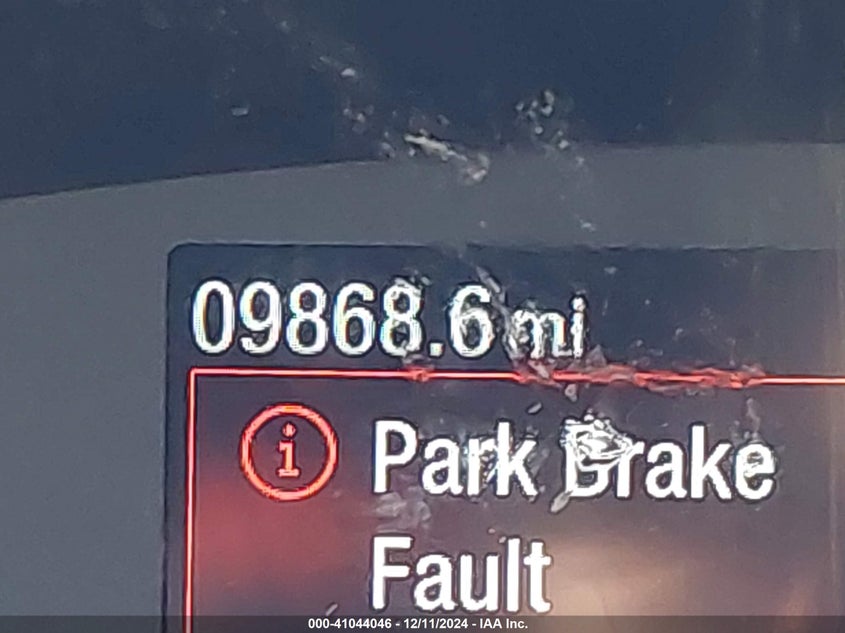 09868.6 mi
Park Brake
Fault
000-41044046 - 12/11/2024 - IAA Inc.